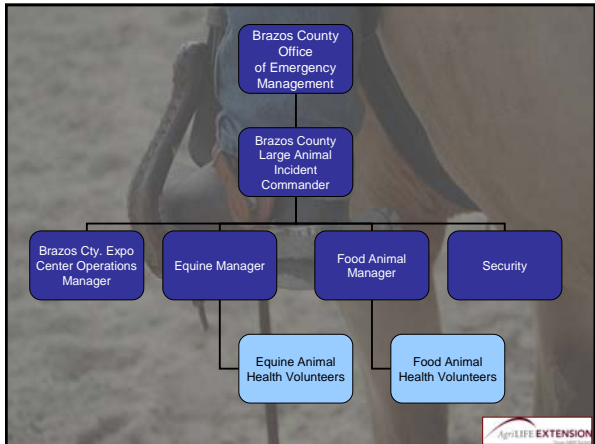 Brazos County
Office
of Emergency
Management
Brazos County
Large Animal
Incident
Commander
Brazos Cty. Expo
Center Operations
Manager
Equine Manager
Food Animal
Manager
Security
Equine Animal
Health Volunteers
Food Animal
Health Volunteers
AgriLIFE EXTENSION